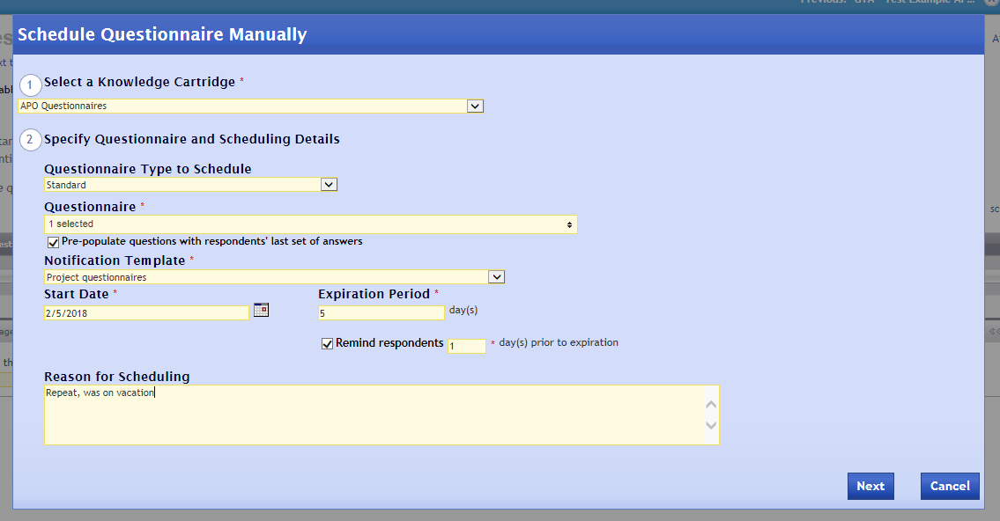 Schedule Questionnaire Manually
1 Select a Knowledge Cartridge *
APO Questionnaires
2 Specify Questionnaire and Scheduling Details
Questionnaire Type to Schedule
Standard
Questionnaire *
1 selected
Pre-populate questions with respondents' last set of answers
Notification Template *
Project questionnaires
Start Date * Expiration Period *
2/5/2018 5 day(s)
Remind respondents 1 * day(s) prior to expiration
Reason for Scheduling
Repeat, was on vacation
Next Cancel